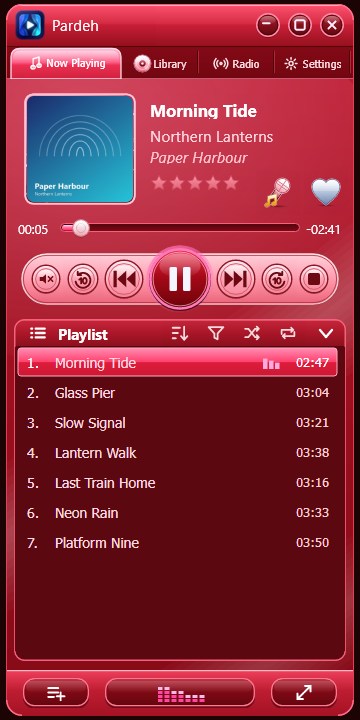 Pardeh
Now Playing
Library
Radio
Settings
Morning Tide
Northern Lanterns
Paper Harbour
Paper Harbour
Northern Lanterns
00:05
-02:41
10
10
Playlist
1. Morning Tide 02:47
2. Glass Pier 03:04
3. Slow Signal 03:21
4. Lantern Walk 03:38
5. Last Train Home 03:16
6. Neon Rain 03:33
7. Platform Nine 03:50